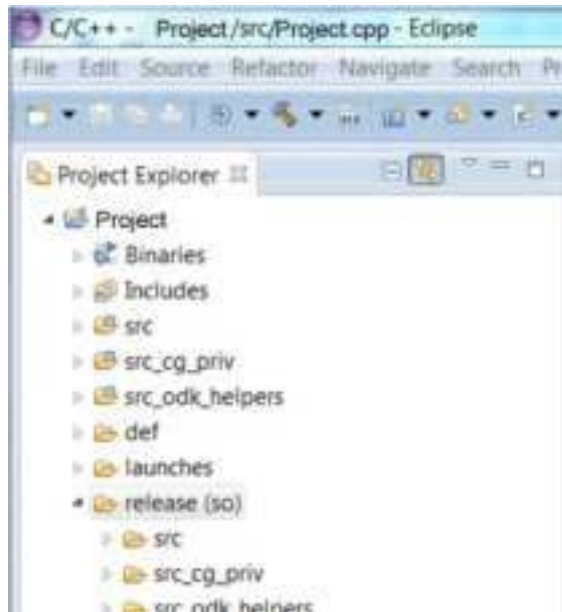 C/C++ - Project/src/Project.cpp - Eclipse
File Edit Source Refactor Navigate Search
Project Explorer
Project
Binaries
Includes
src
src_cg_priv
src_odk_helpers
def
launches
release (so)
src
src_cg_priv
src_odk_helpers